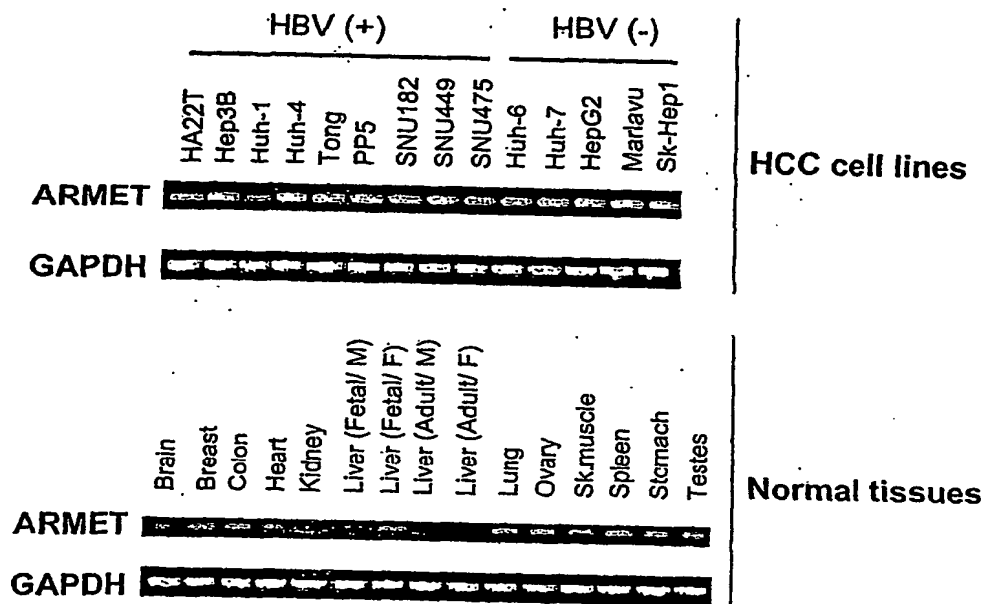 HBV (+) HBV (-)
HA22T Hep3B Huh-1 Huh-4 Tong PP5 SNU182 SNU449 SNU475 Huh-6 Huh-7 HepG2 Marlavu Sk-Hep1
HCC cell lines
ARMET
GAPDH
Brain Breast Colon Heart Kidney Liver (Fetal/ M) Liver (Fetal/ F) Liver (Adult/ M) Liver (Adult/ F) Lung Ovary Sk.muscle Spleen Stomach Testes
Normal tissues
ARMET
GAPDH